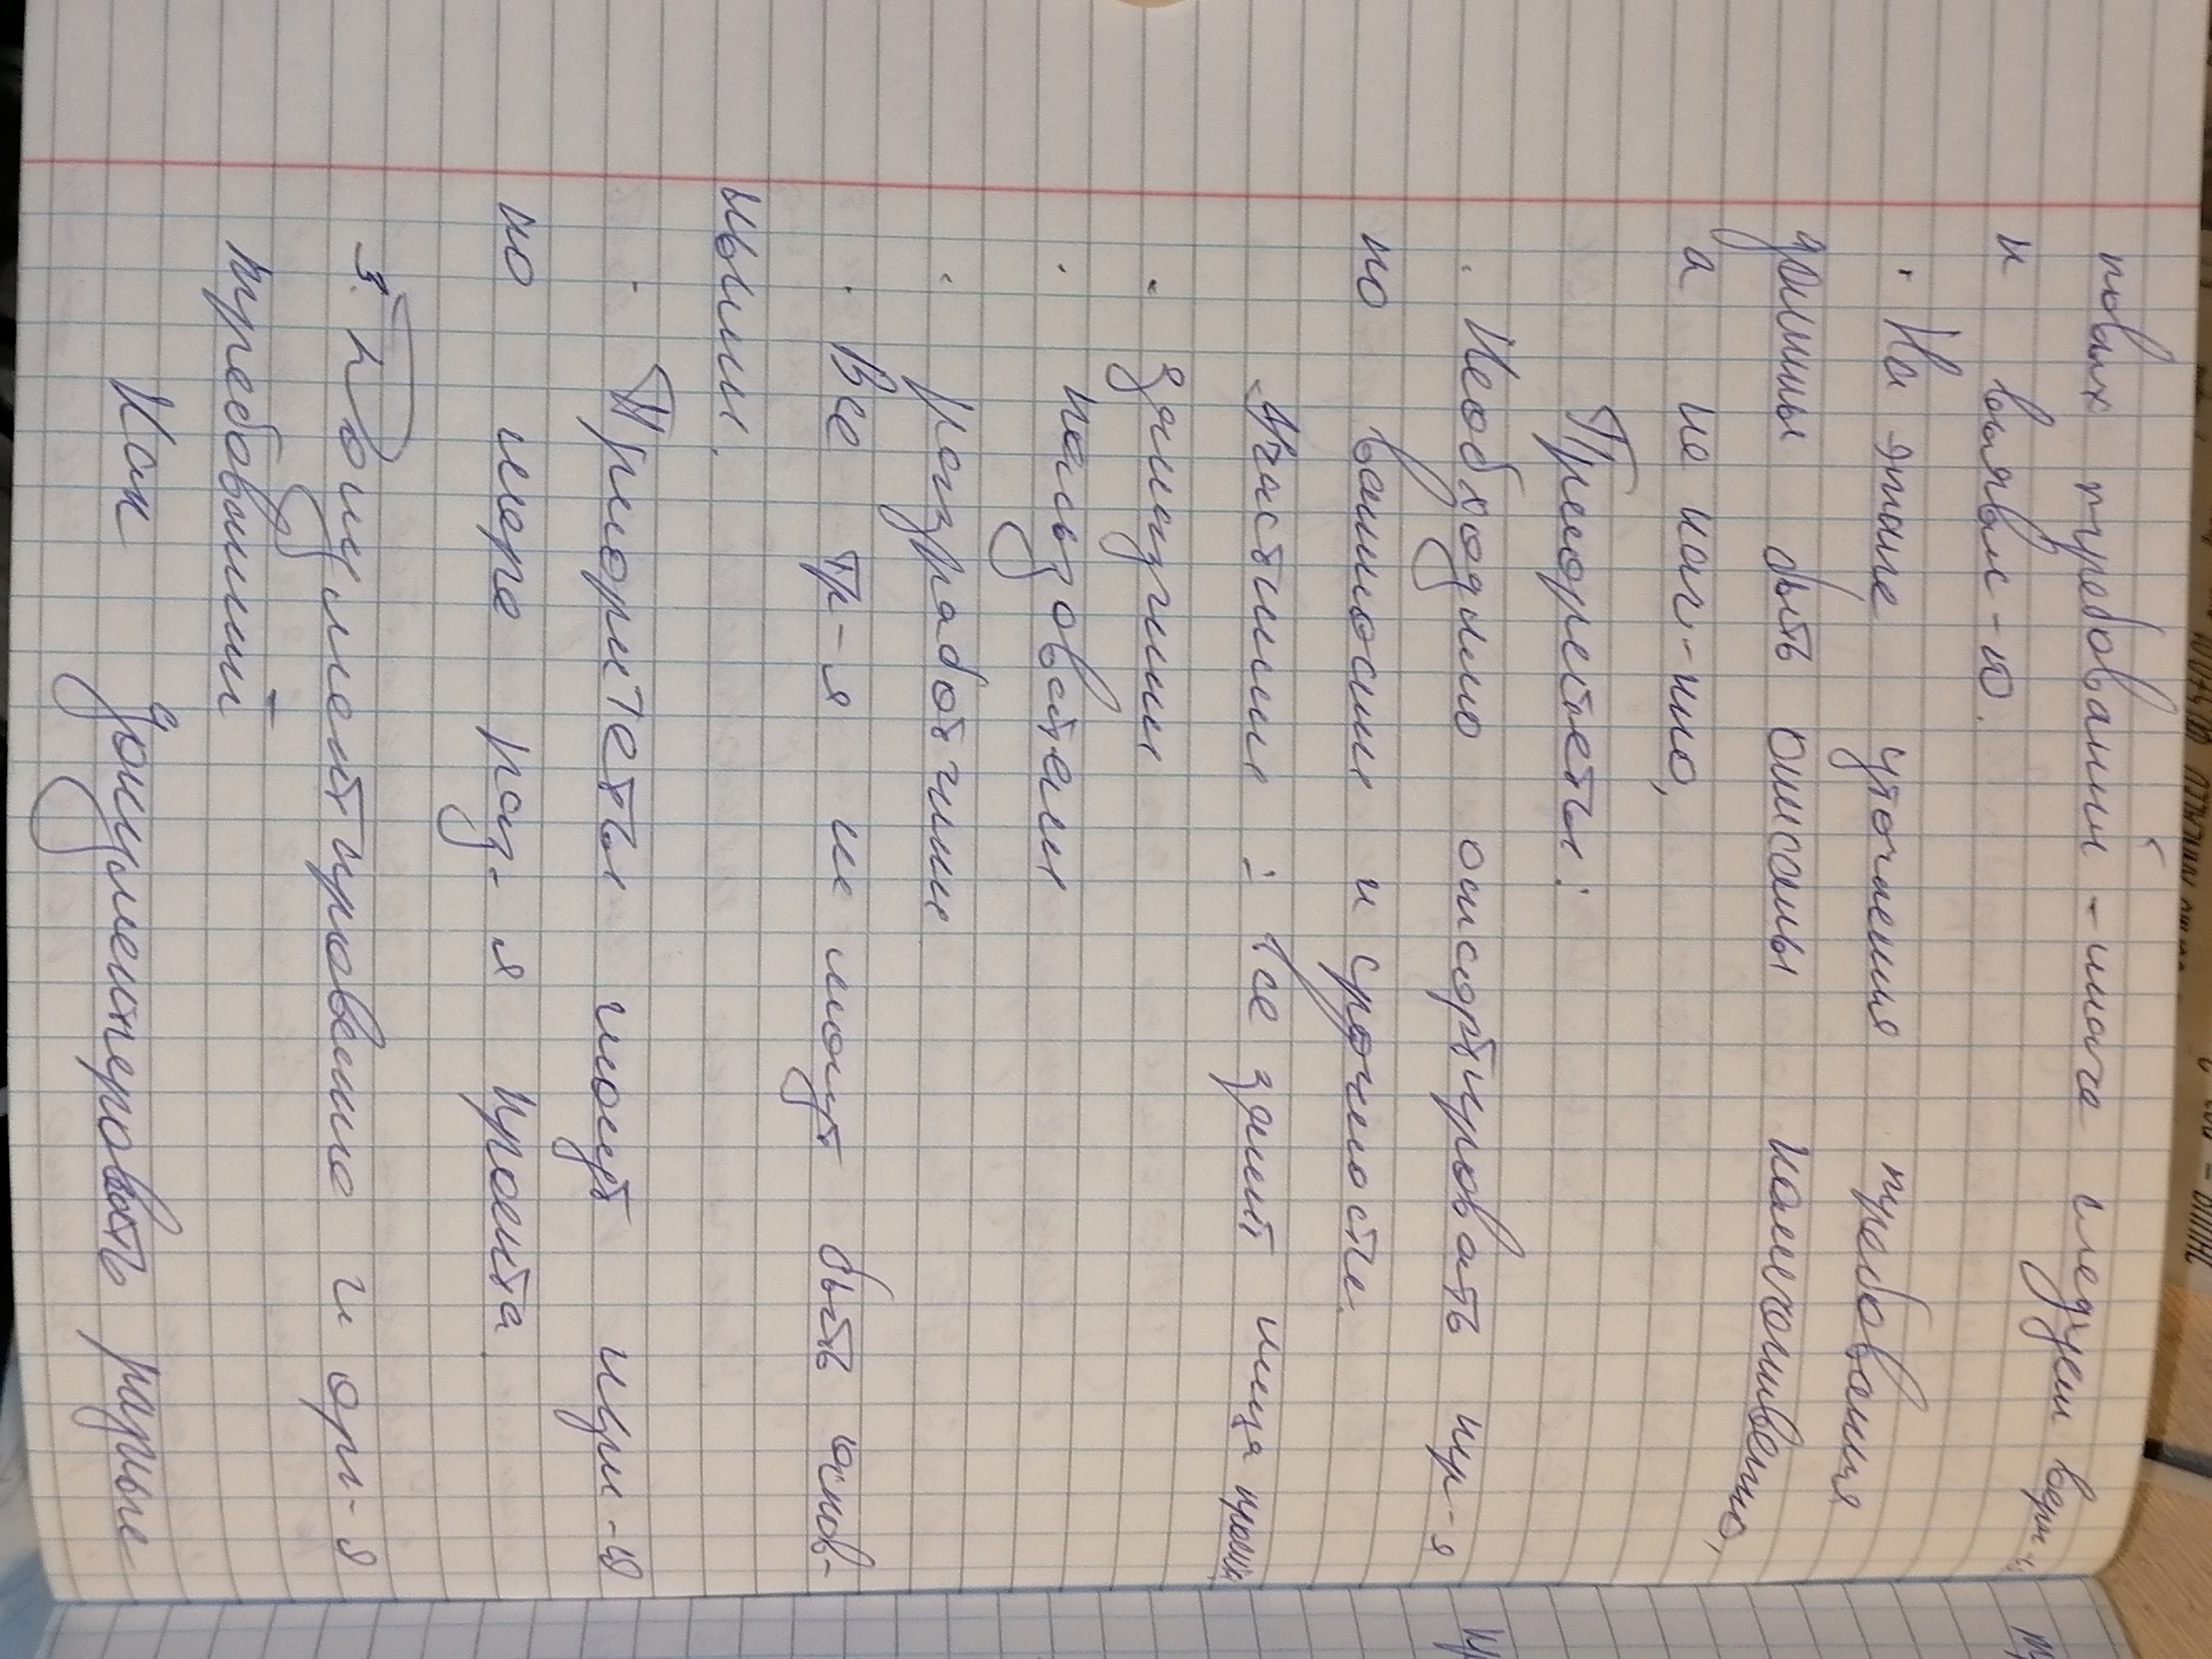 новых требований - иначе следует верн-ся
к выявл-ю.
· На этапе уточнения требования
должны быть описаны количественно,
а не кач-нно,
Приоритеты:
· Необходимо отсортировать тр-я
по важности и срочности.
Участники : все заинт лица проекта
- заказчики
· пользователи
· разработчики
· Все тр-я не могут быть основ-
ными.
- Приоритеты могут изм-я
по мере раз-я проекта.
3. Документирование и орг-я
требований
Как документировать разные